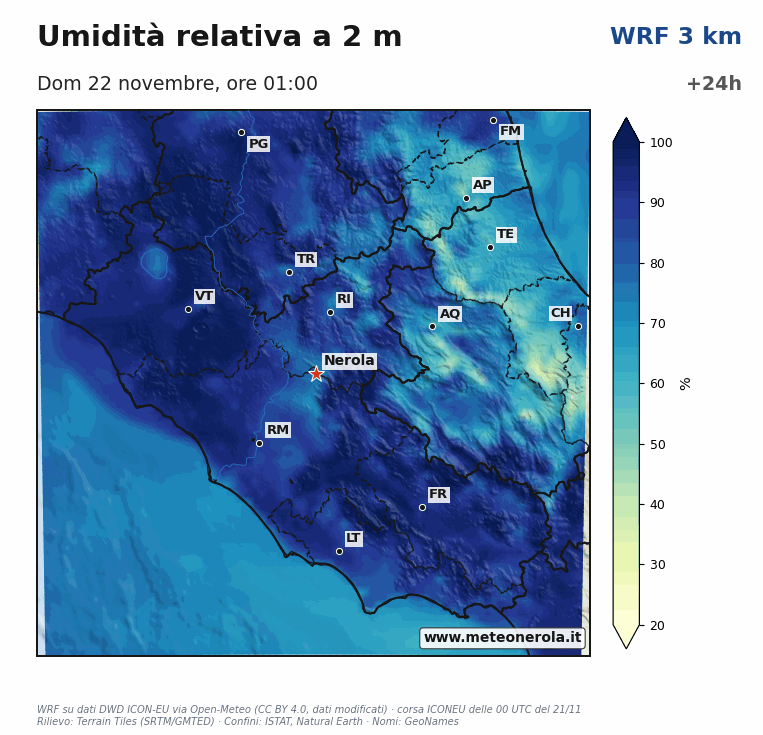 Umidità relativa a 2 m
WRF 3 km
Dom 22 novembre, ore 01:00
+24h
FM
PG
AP
TE
TR
VT
RI
AQ
CH
Nerola
RM
FR
LT
www.meteonerola.it
100
90
80
70
60
50
40
30
20
%
WRF su dati DWD ICON-EU via Open-Meteo (CC BY 4.0, dati modificati) · corsa ICONEU delle 00 UTC del 21/11
Rilievo: Terrain Tiles (SRTM/GMTED) · Confini: ISTAT, Natural Earth · Nomi: GeoNames